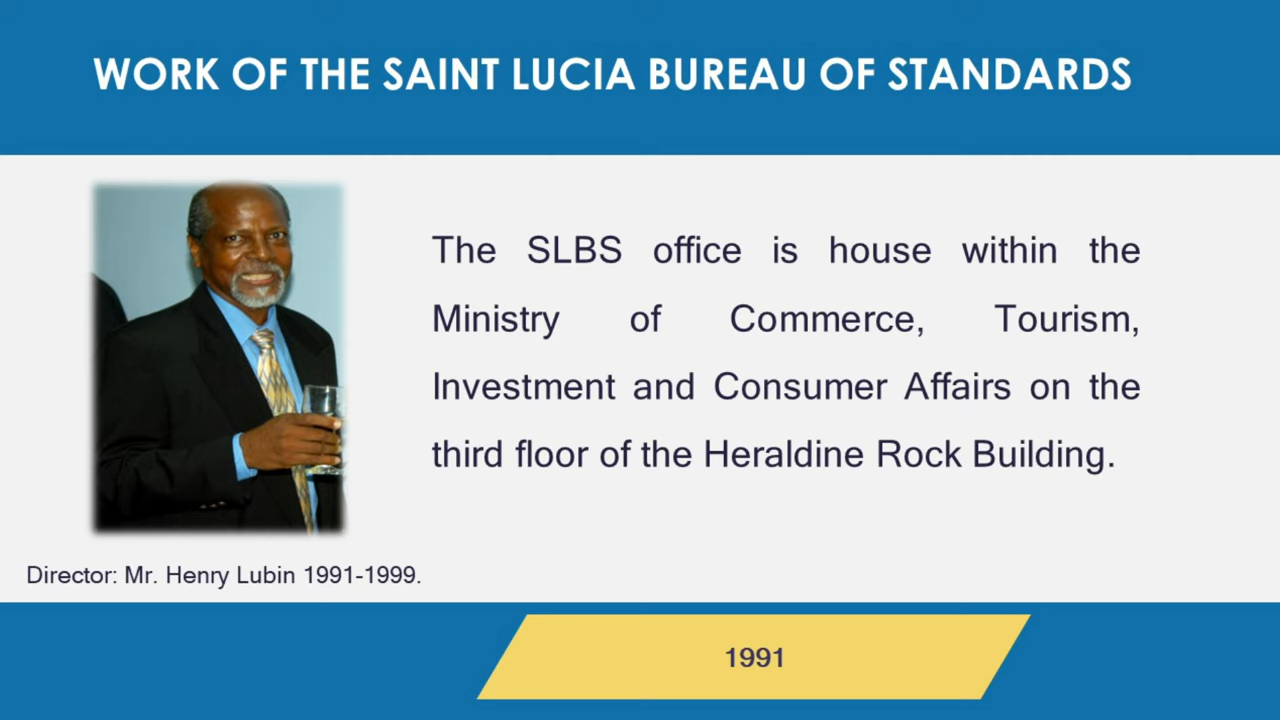 WORK OF THE SAINT LUCIA BUREAU OF STANDARDS
The SLBS office is house within the
Ministry of Commerce, Tourism,
Investment and Consumer Affairs on the
third floor of the Heraldine Rock Building.
Director: Mr. Henry Lubin 1991-1999.
1991